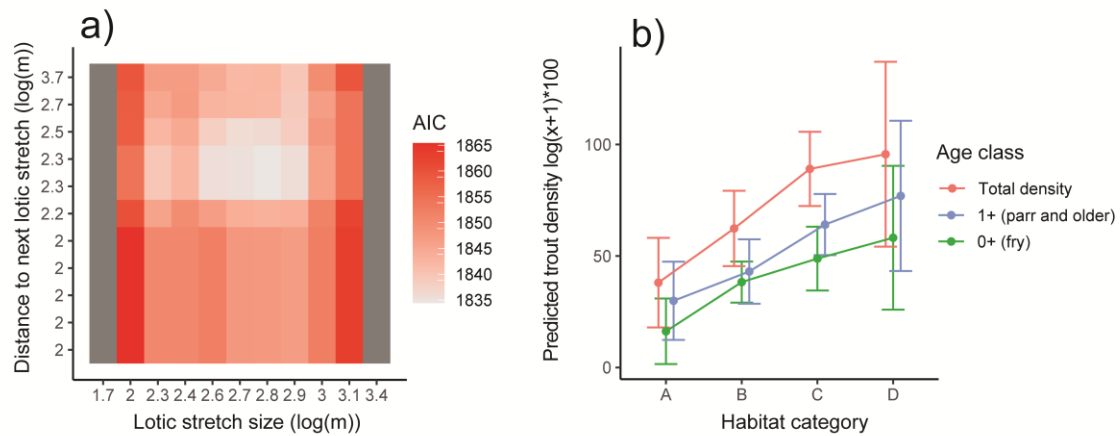 a)
Distance to next lotic stretch (log(m))
3.7
2.7
2.5
2.3
2.3
2.2
2
2
2
2
2
1.7 2 2.3 2.4 2.6 2.7 2.8 2.9 3 3.1 3.4
Lotic stretch size (log(m))
AIC
1865
1860
1855
1850
1845
1840
1835
b)
Predicted trout density log(x+1)*100
100
50
0
A B C D
Habitat category
Age class
Total density
1+ (parr and older)
0+ (fry)